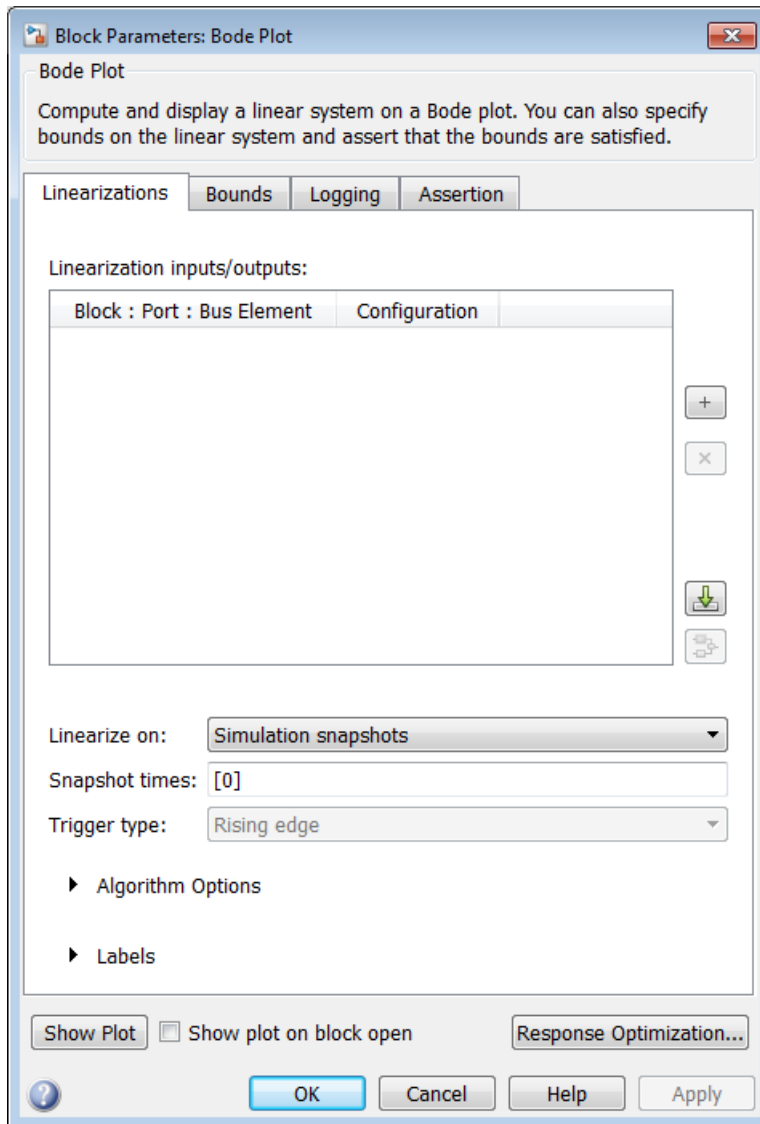 Block Parameters: Bode Plot
Bode Plot
Compute and display a linear system on a Bode plot. You can also specify
bounds on the linear system and assert that the bounds are satisfied.
Linearizations Bounds Logging Assertion
Linearization inputs/outputs:
Block : Port : Bus Element Configuration
Linearize on: Simulation snapshots
Snapshot times: [0]
Trigger type: Rising edge
Algorithm Options
Labels
Show Plot Show plot on block open Response Optimization...
OK Cancel Help Apply